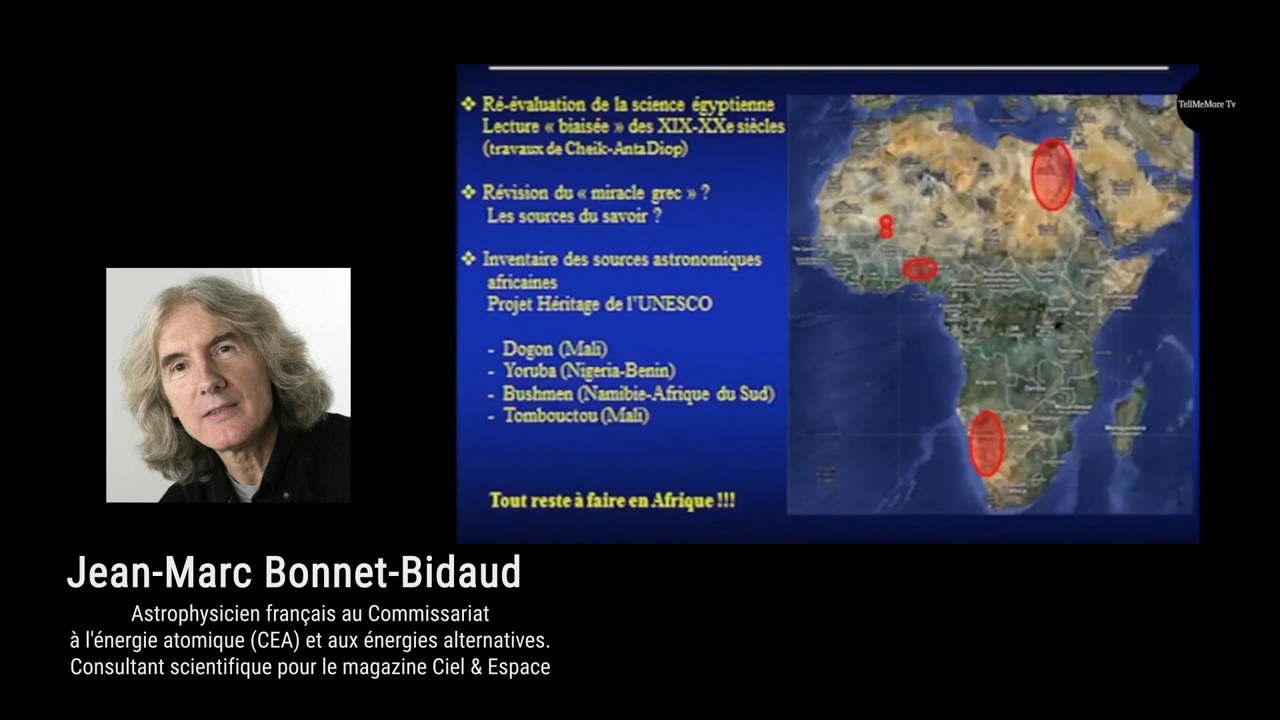 ❖ Ré-évaluation de la science égyptienne
Lecture « biaisée » des XIX-XXe siècles
(travaux de Cheik-AntaDiop)
❖ Révision du « miracle grec » ?
Les sources du savoir ?
❖ Inventaire des sources astronomiques
africaines
Projet Héritage de l'UNESCO
- Dogon (Mali)
- Yoruba (Nigeria-Benin)
- Bushmen (Namibie-Afrique du Sud)
- Tombouctou (Mali)
Tout reste à faire en Afrique !!!
TellMeMore Tv
Jean-Marc Bonnet-Bidaud
Astrophysicien français au Commissariat
à l'énergie atomique (CEA) et aux énergies alternatives.
Consultant scientifique pour le magazine Ciel & Espace